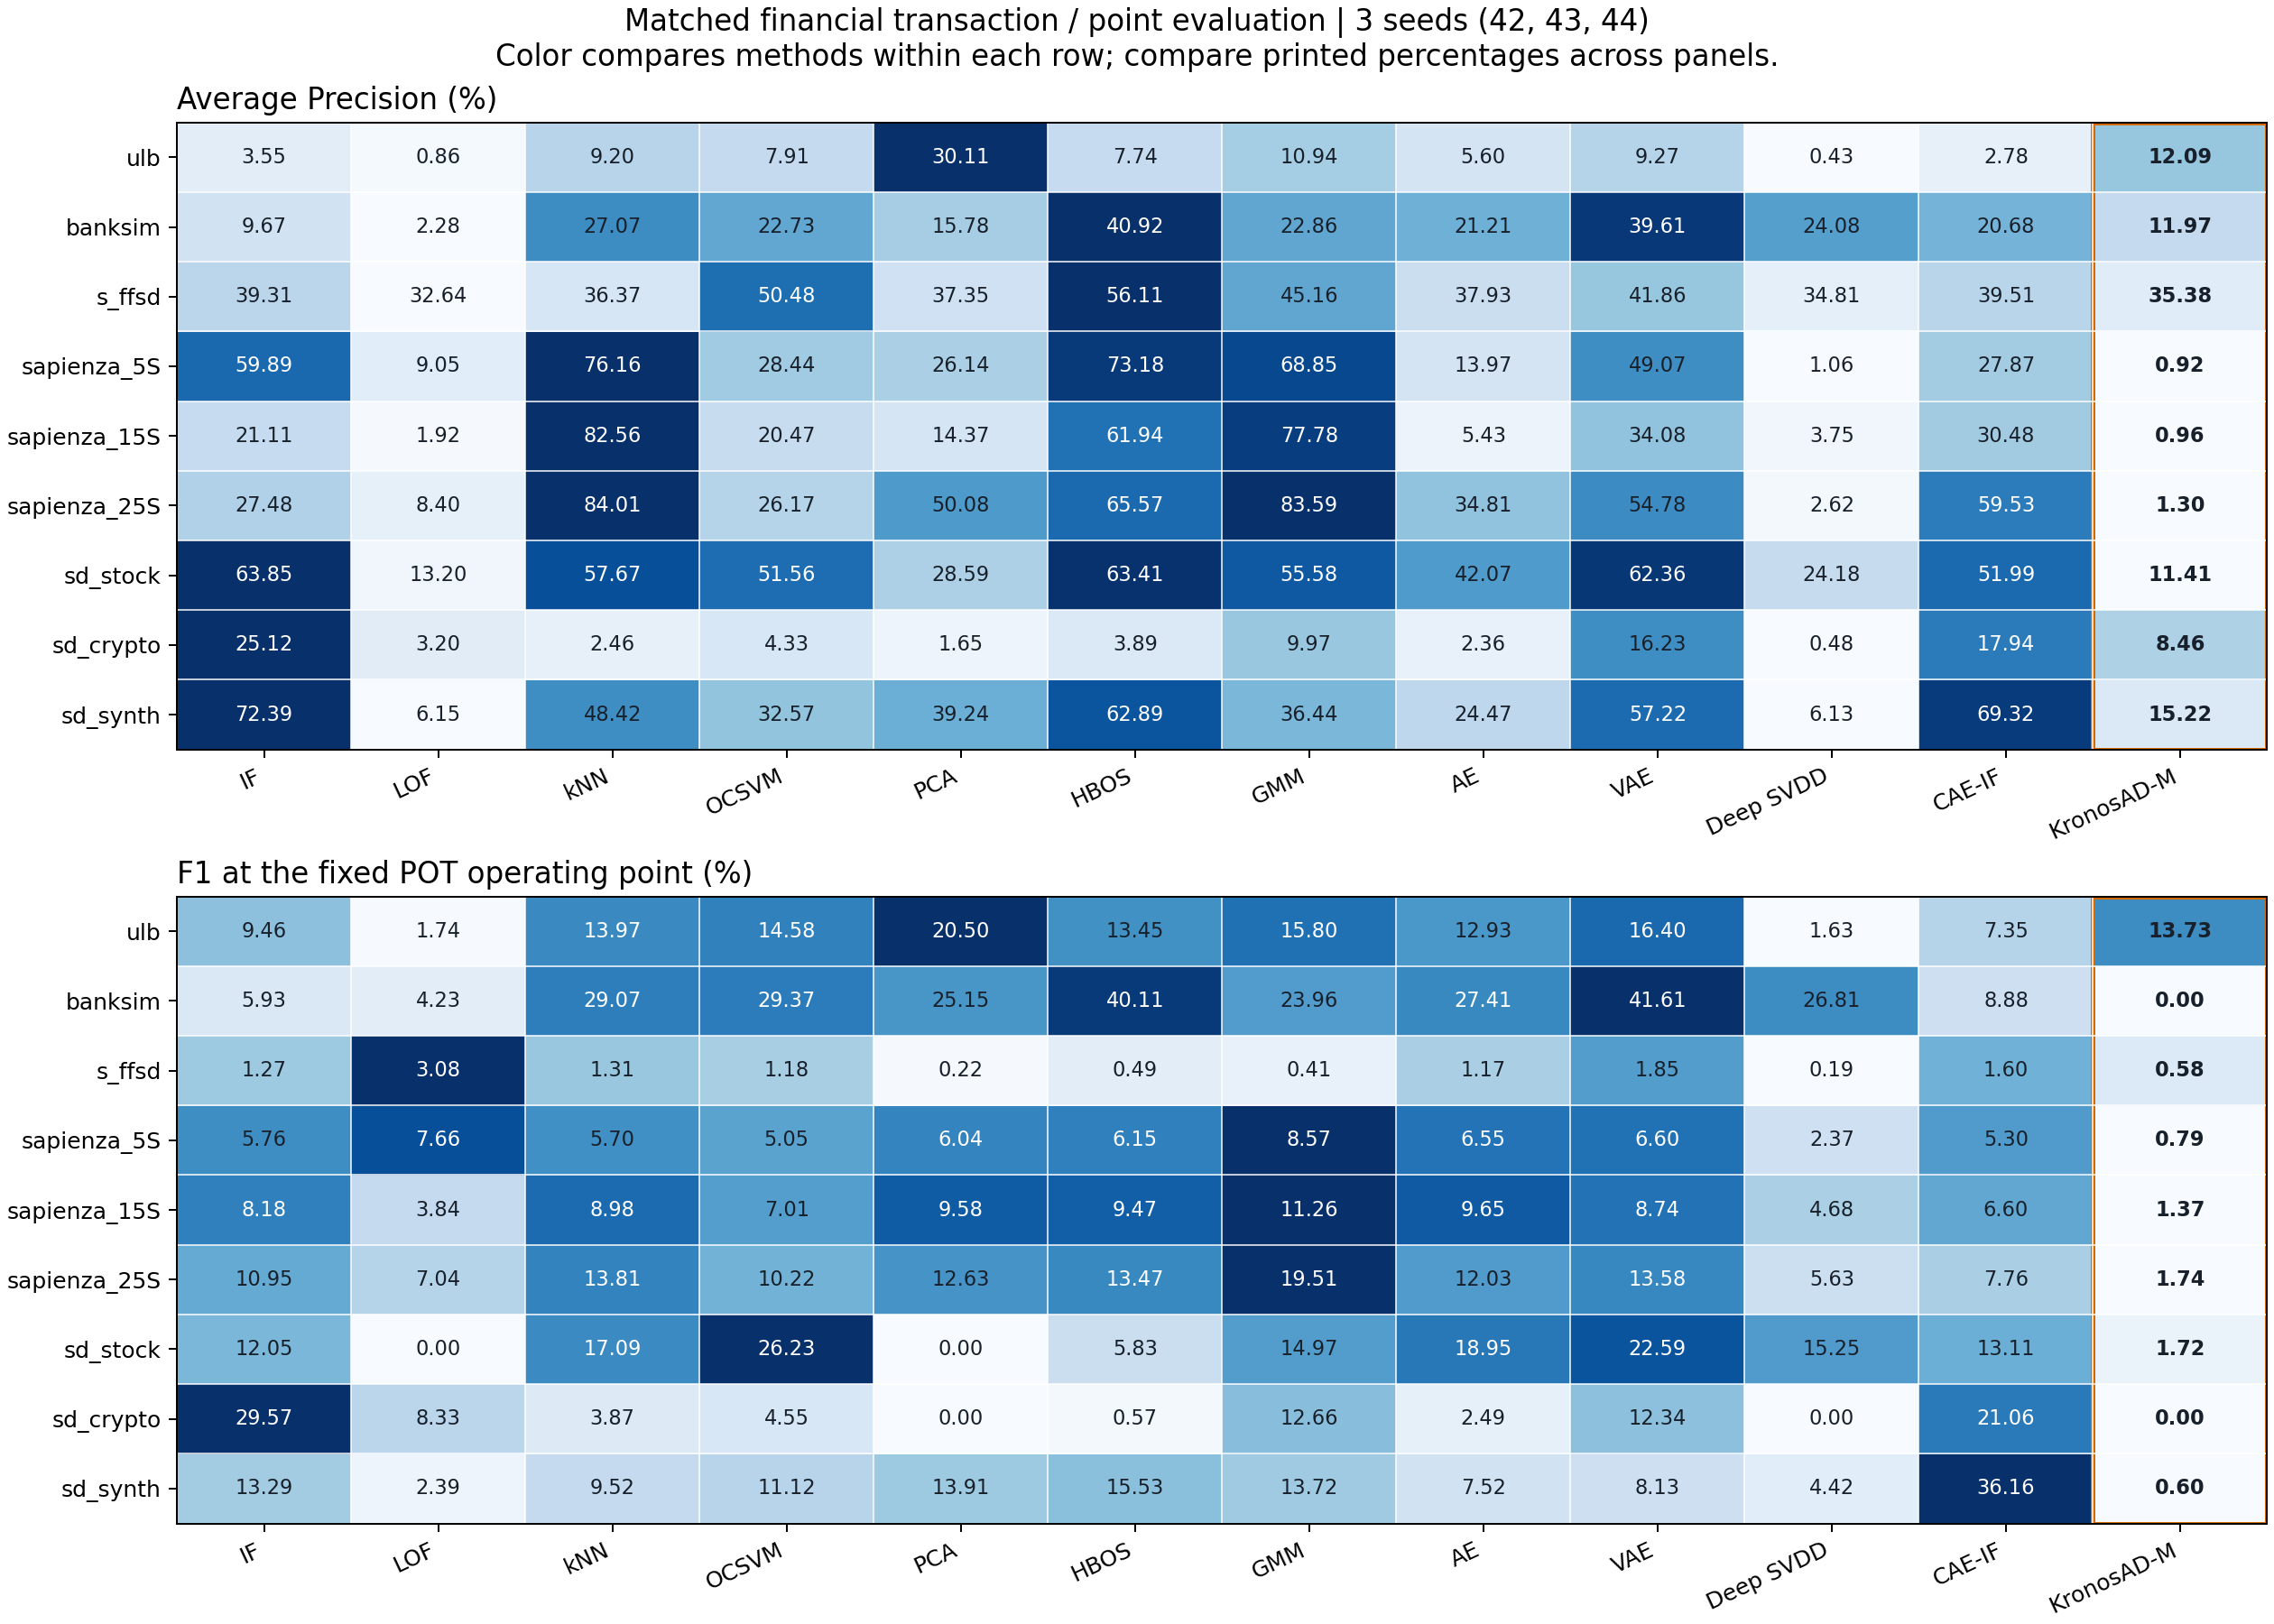 Matched financial transaction / point evaluation | 3 seeds (42, 43, 44)
Color compares methods within each row; compare printed percentages across panels.
Average Precision (%)
ulb 3.55 0.86 9.20 7.91 30.11 7.74 10.94 5.60 9.27 0.43 2.78 12.09
banksim 9.67 2.28 27.07 22.73 15.78 40.92 22.86 21.21 39.61 24.08 20.68 11.97
s_ffsd 39.31 32.64 36.37 50.48 37.35 56.11 45.16 37.93 41.86 34.81 39.51 35.38
sapienza_5S 59.89 9.05 76.16 28.44 26.14 73.18 68.85 13.97 49.07 1.06 27.87 0.92
sapienza_15S 21.11 1.92 82.56 20.47 14.37 61.94 77.78 5.43 34.08 3.75 30.48 0.96
sapienza_25S 27.48 8.40 84.01 26.17 50.08 65.57 83.59 34.81 54.78 2.62 59.53 1.30
sd_stock 63.85 13.20 57.67 51.56 28.59 63.41 55.58 42.07 62.36 24.18 51.99 11.41
sd_crypto 25.12 3.20 2.46 4.33 1.65 3.89 9.97 2.36 16.23 0.48 17.94 8.46
sd_synth 72.39 6.15 48.42 32.57 39.24 62.89 36.44 24.47 57.22 6.13 69.32 15.22
IF LOF kNN OCSVM PCA HBOS GMM AE VAE Deep SVDD CAE-IF KronosAD-M
F1 at the fixed POT operating point (%)
ulb 9.46 1.74 13.97 14.58 20.50 13.45 15.80 12.93 16.40 1.63 7.35 13.73
banksim 5.93 4.23 29.07 29.37 25.15 40.11 23.96 27.41 41.61 26.81 8.88 0.00
s_ffsd 1.27 3.08 1.31 1.18 0.22 0.49 0.41 1.17 1.85 0.19 1.60 0.58
sapienza_5S 5.76 7.66 5.70 5.05 6.04 6.15 8.57 6.55 6.60 2.37 5.30 0.79
sapienza_15S 8.18 3.84 8.98 7.01 9.58 9.47 11.26 9.65 8.74 4.68 6.60 1.37
sapienza_25S 10.95 7.04 13.81 10.22 12.63 13.47 19.51 12.03 13.58 5.63 7.76 1.74
sd_stock 12.05 0.00 17.09 26.23 0.00 5.83 14.97 18.95 22.59 15.25 13.11 1.72
sd_crypto 29.57 8.33 3.87 4.55 0.00 0.57 12.66 2.49 12.34 0.00 21.06 0.00
sd_synth 13.29 2.39 9.52 11.12 13.91 15.53 13.72 7.52 8.13 4.42 36.16 0.60
IF LOF kNN OCSVM PCA HBOS GMM AE VAE Deep SVDD CAE-IF KronosAD-M